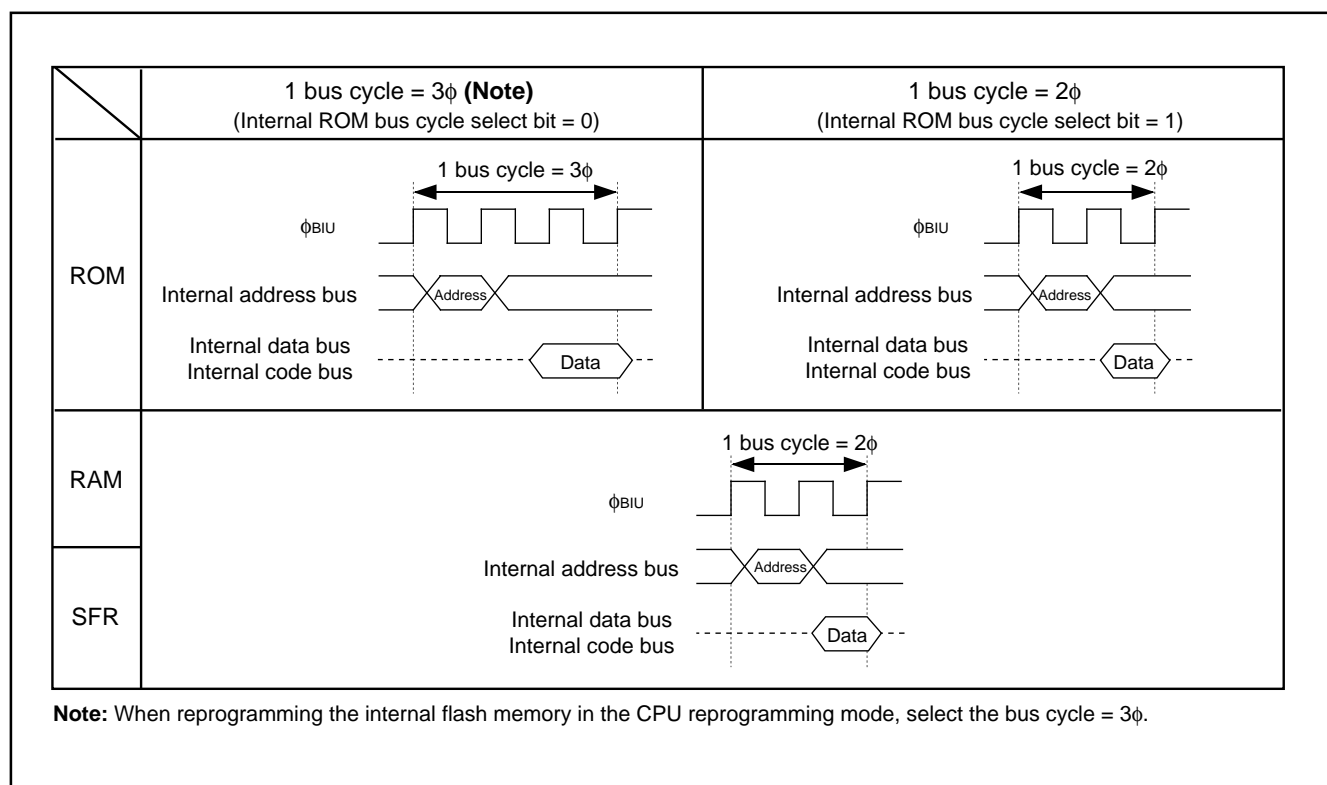 1 bus cycle = 3ϕ (Note)
(Internal ROM bus cycle select bit = 0)
1 bus cycle = 2ϕ
(Internal ROM bus cycle select bit = 1)
ROM
1 bus cycle = 3ϕ
ϕBIU
Internal address bus
Address
Internal data bus
Internal code bus
Data
1 bus cycle = 2ϕ
ϕBIU
Internal address bus
Address
Internal data bus
Internal code bus
Data
RAM
SFR
1 bus cycle = 2ϕ
ϕBIU
Internal address bus
Address
Internal data bus
Internal code bus
Data
Note: When reprogramming the internal flash memory in the CPU reprogramming mode, select the bus cycle = 3ϕ.